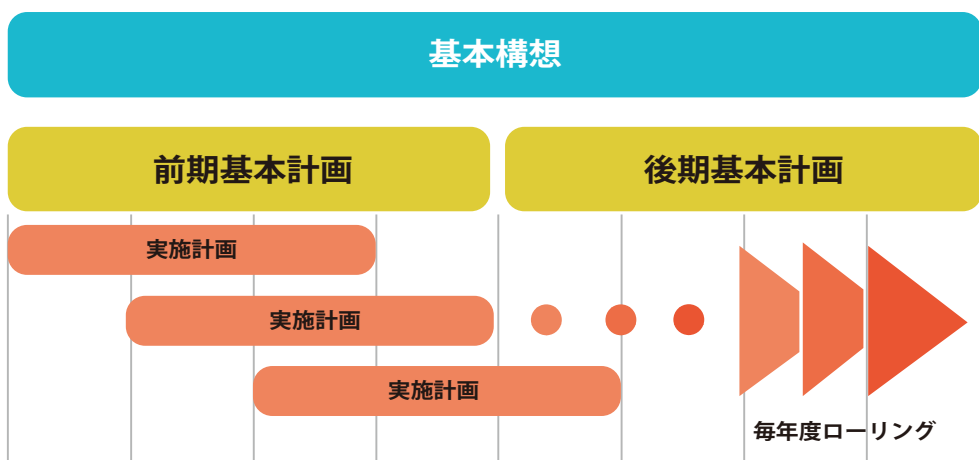 基本構想
前期基本計画
後期基本計画
実施計画
実施計画
実施計画
毎年度ローリング